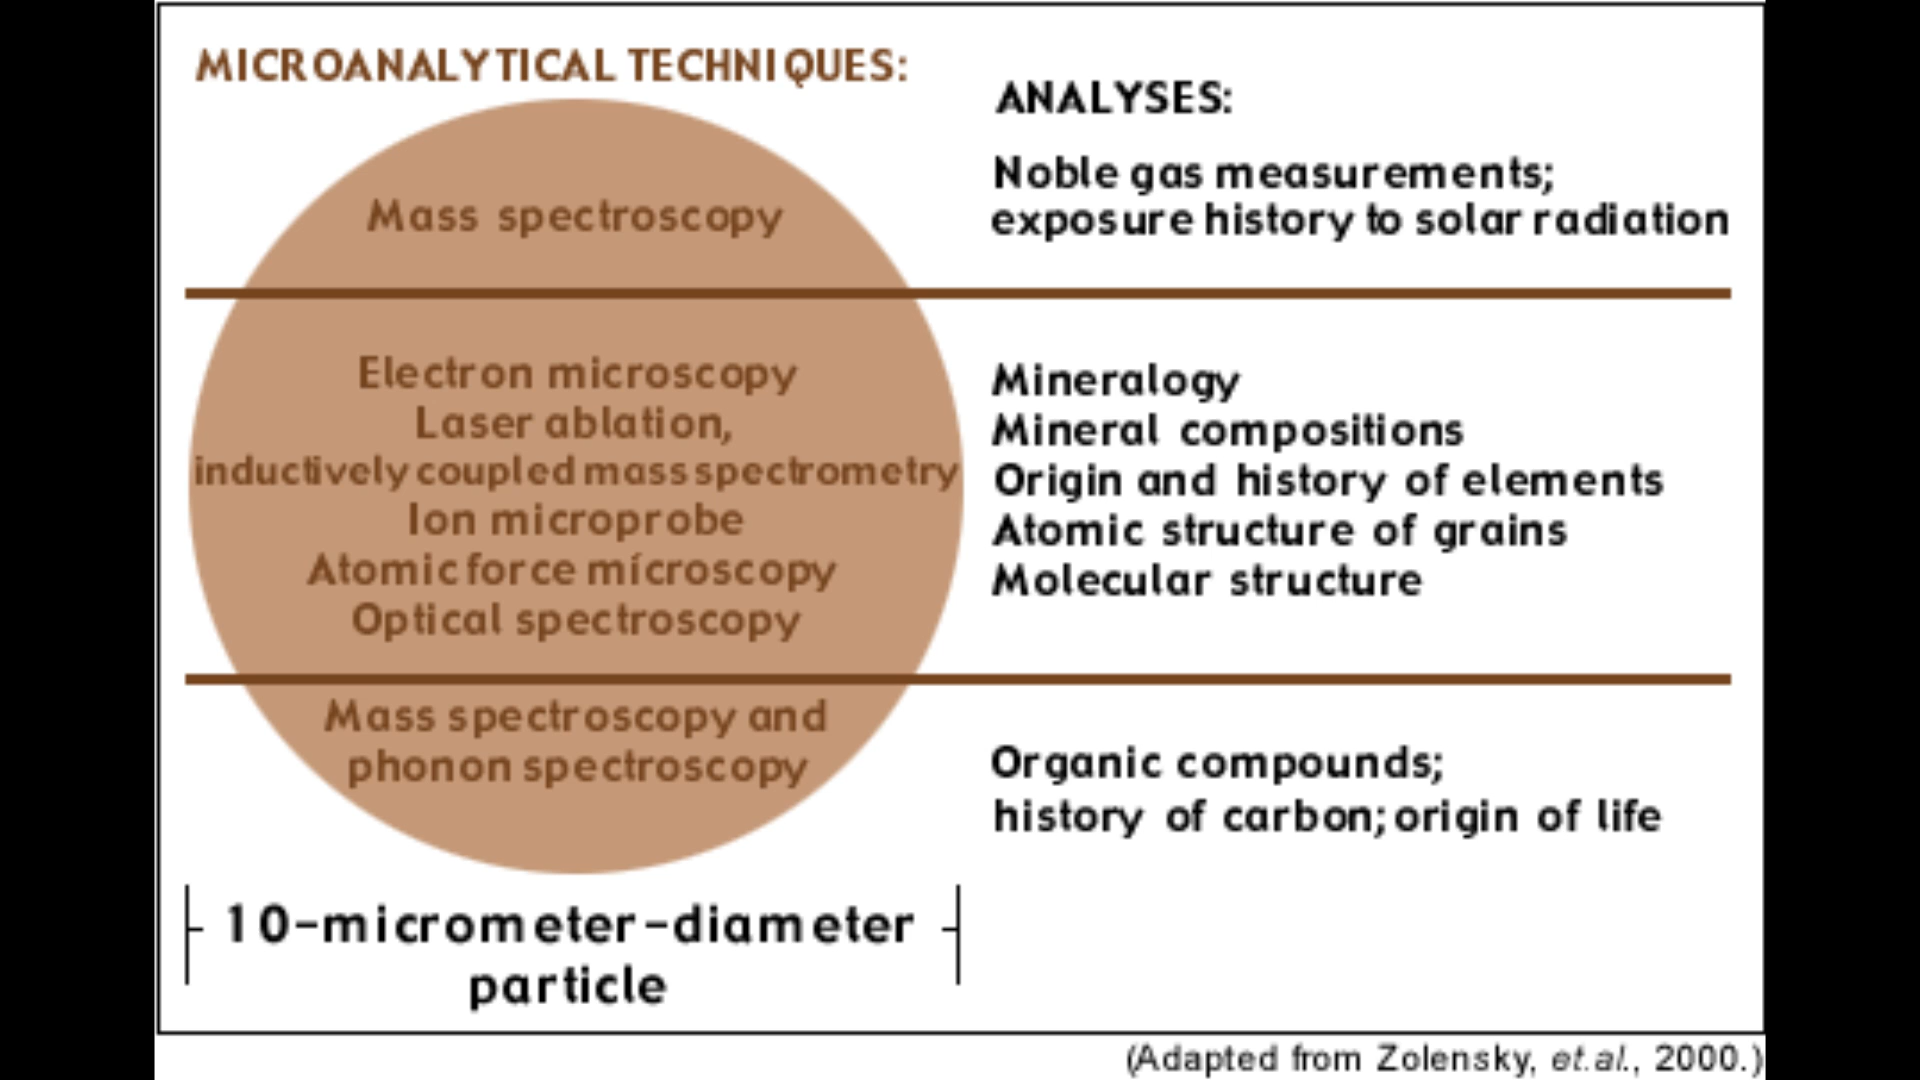 MICROANALYTICAL TECHNIQUES:
ANALYSES:
Mass spectroscopy
Noble gas measurements;
exposure history to solar radiation
Electron microscopy
Laser ablation,
inductively coupled mass spectrometry
Ion microprobe
Atomic force mícroscopy
Optical spectroscopy
Mineralogy
Mineral compositions
Origin and history of elements
Atomic structure of grains
Molecular structure
Mass spectroscopy and
phonon spectroscopy
Organic compounds;
history of carbon; origin of life
10-micrometer-diameter
particle
(Adapted from Zolensky, et.al., 2000.)